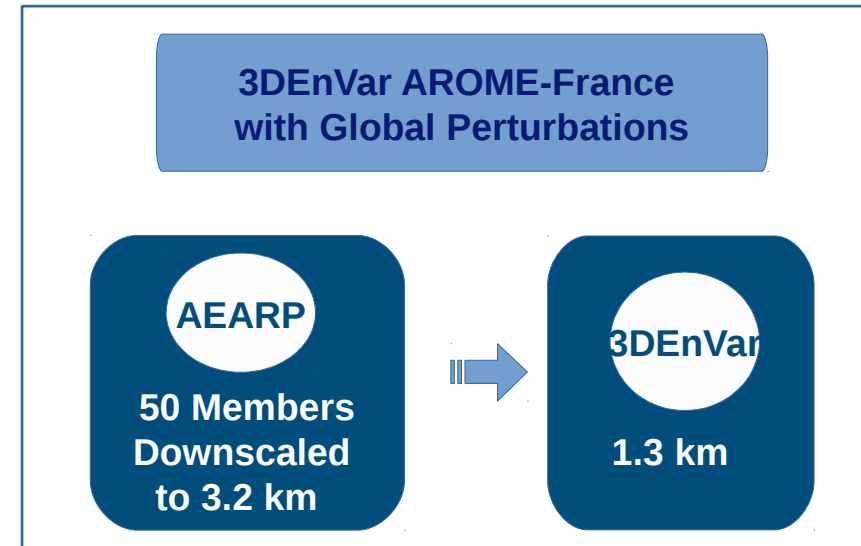 3DEnVar AROME-France
with Global Perturbations
AEARP
50 Members
Downscaled
to 3.2 km
3DEnVar
1.3 km